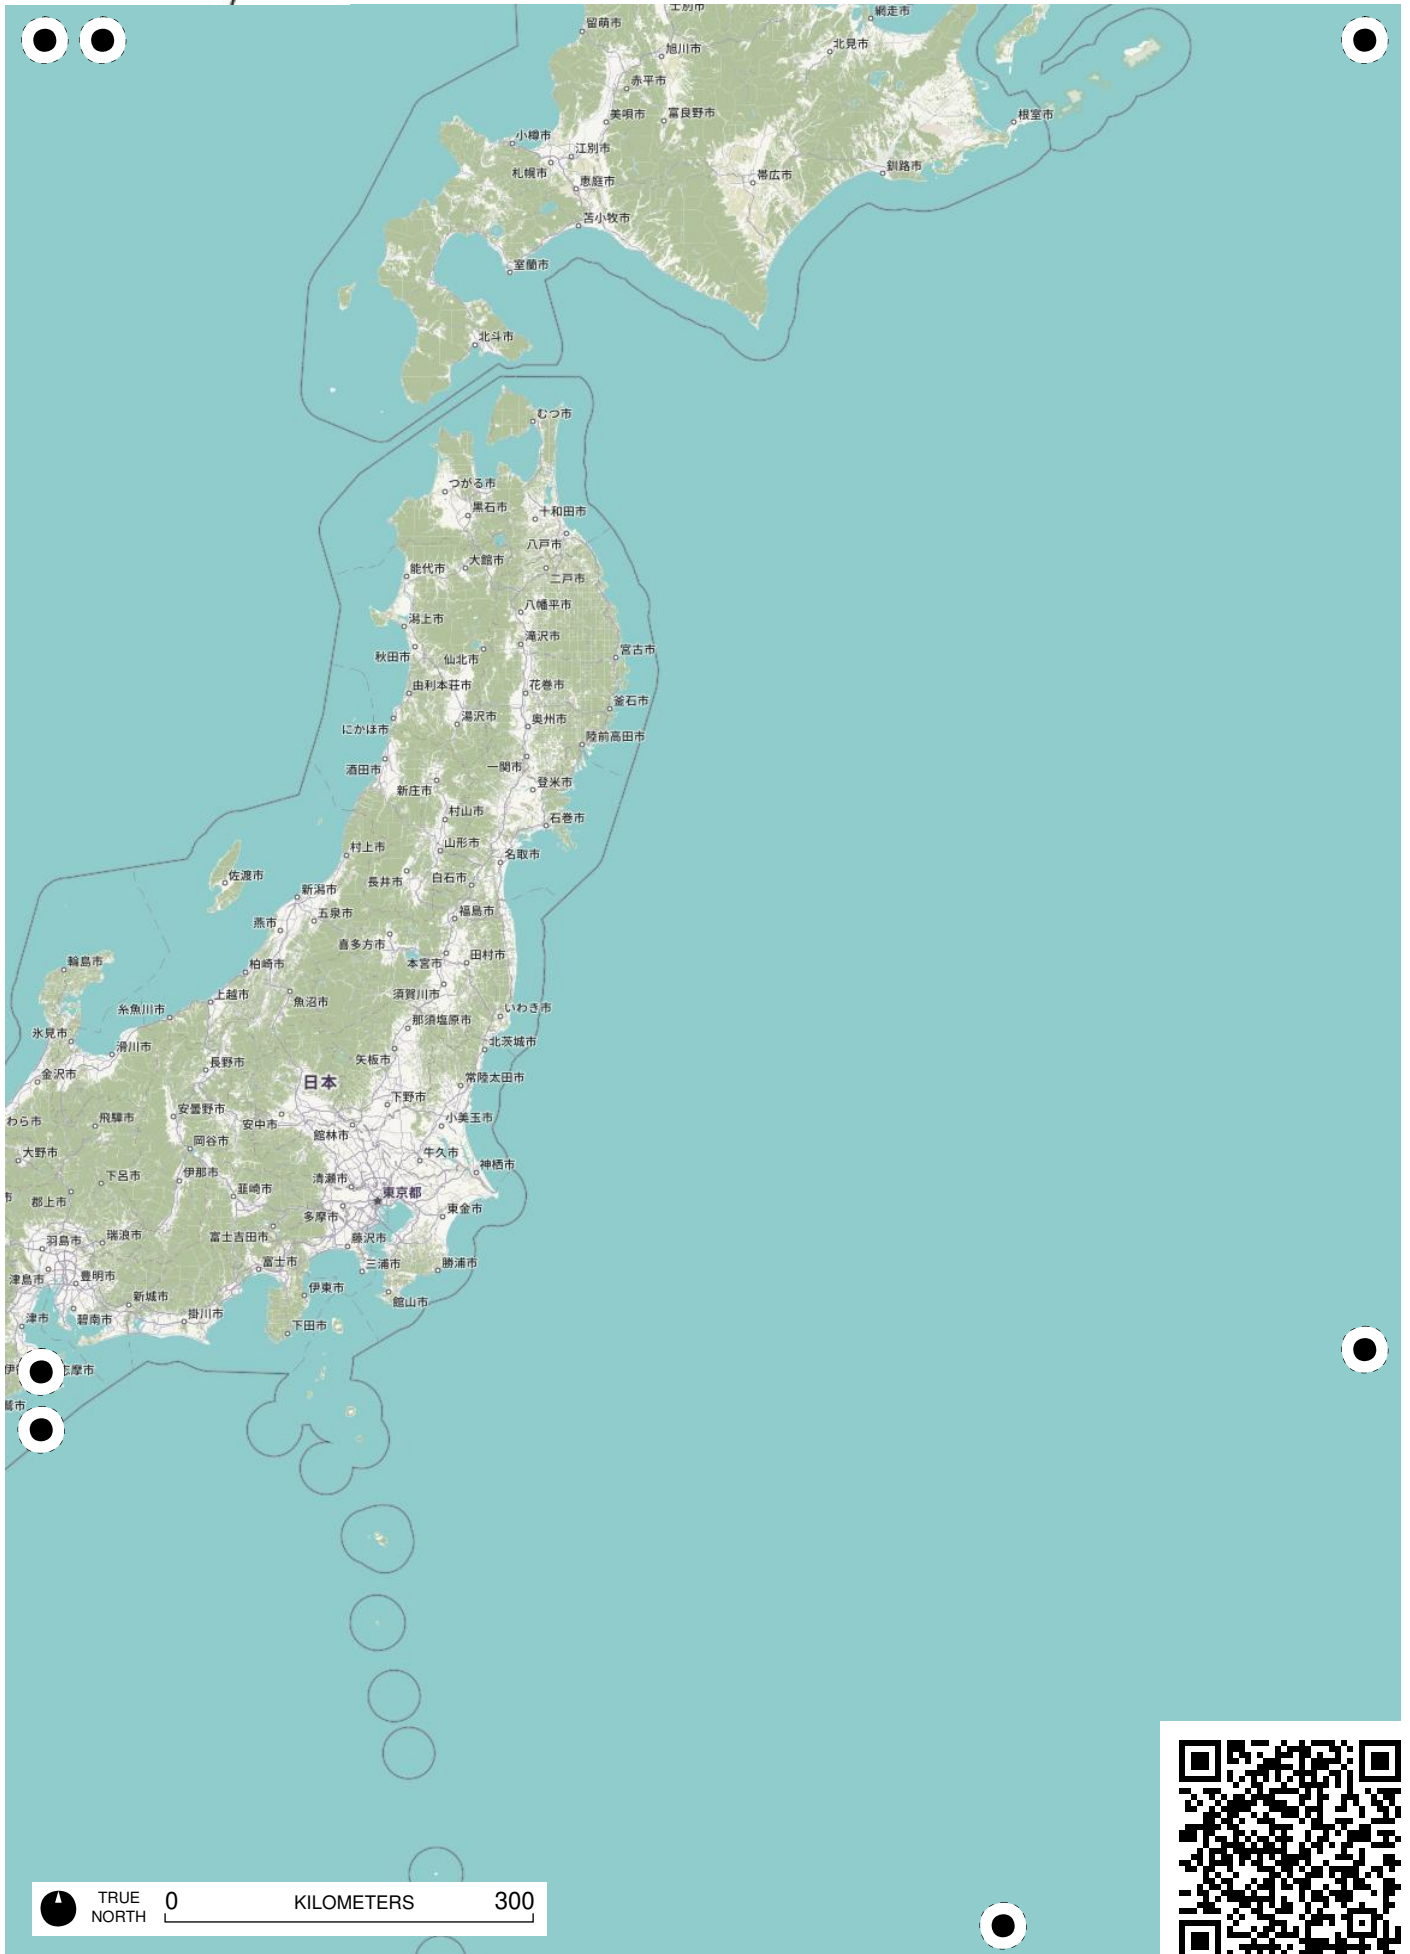 士別市
網走市
留萌市
旭川市
北見市
赤平市
美唄市
富良野市
根室市
小樽市
江別市
札幌市
恵庭市
帯広市
釧路市
苫小牧市
室蘭市
北斗市
むつ市
つがる市
黒石市
十和田市
八戸市
能代市
大館市
二戸市
八幡平市
潟上市
滝沢市
秋田市
仙北市
宮古市
由利本荘市
花巻市
釜石市
にかほ市
湯沢市
奥州市
陸前高田市
酒田市
一関市
新庄市
登米市
村山市
石巻市
村上市
山形市
名取市
佐渡市
長井市
白石市
新潟市
燕市
五泉市
福島市
喜多方市
輪島市
柏崎市
本宮市
田村市
上越市
魚沼市
須賀川市
糸魚川市
いわき市
那須塩原市
氷見市
滑川市
北茨城市
長野市
矢板市
金沢市
日本
常陸太田市
下野市
わら市
飛騨市
安曇野市
安中市
館林市
小美玉市
大野市
岡谷市
牛久市
下呂市
伊那市
清瀬市
神栖市
市
郡上市
韮崎市
東京都
多摩市
東金市
羽島市
瑞浪市
富士吉田市
藤沢市
津島市
豊明市
富士市
三浦市
勝浦市
新城市
伊東市
津市
碧南市
掛川市
館山市
下田市
志摩市
TRUE NORTH
0 KILOMETERS 300